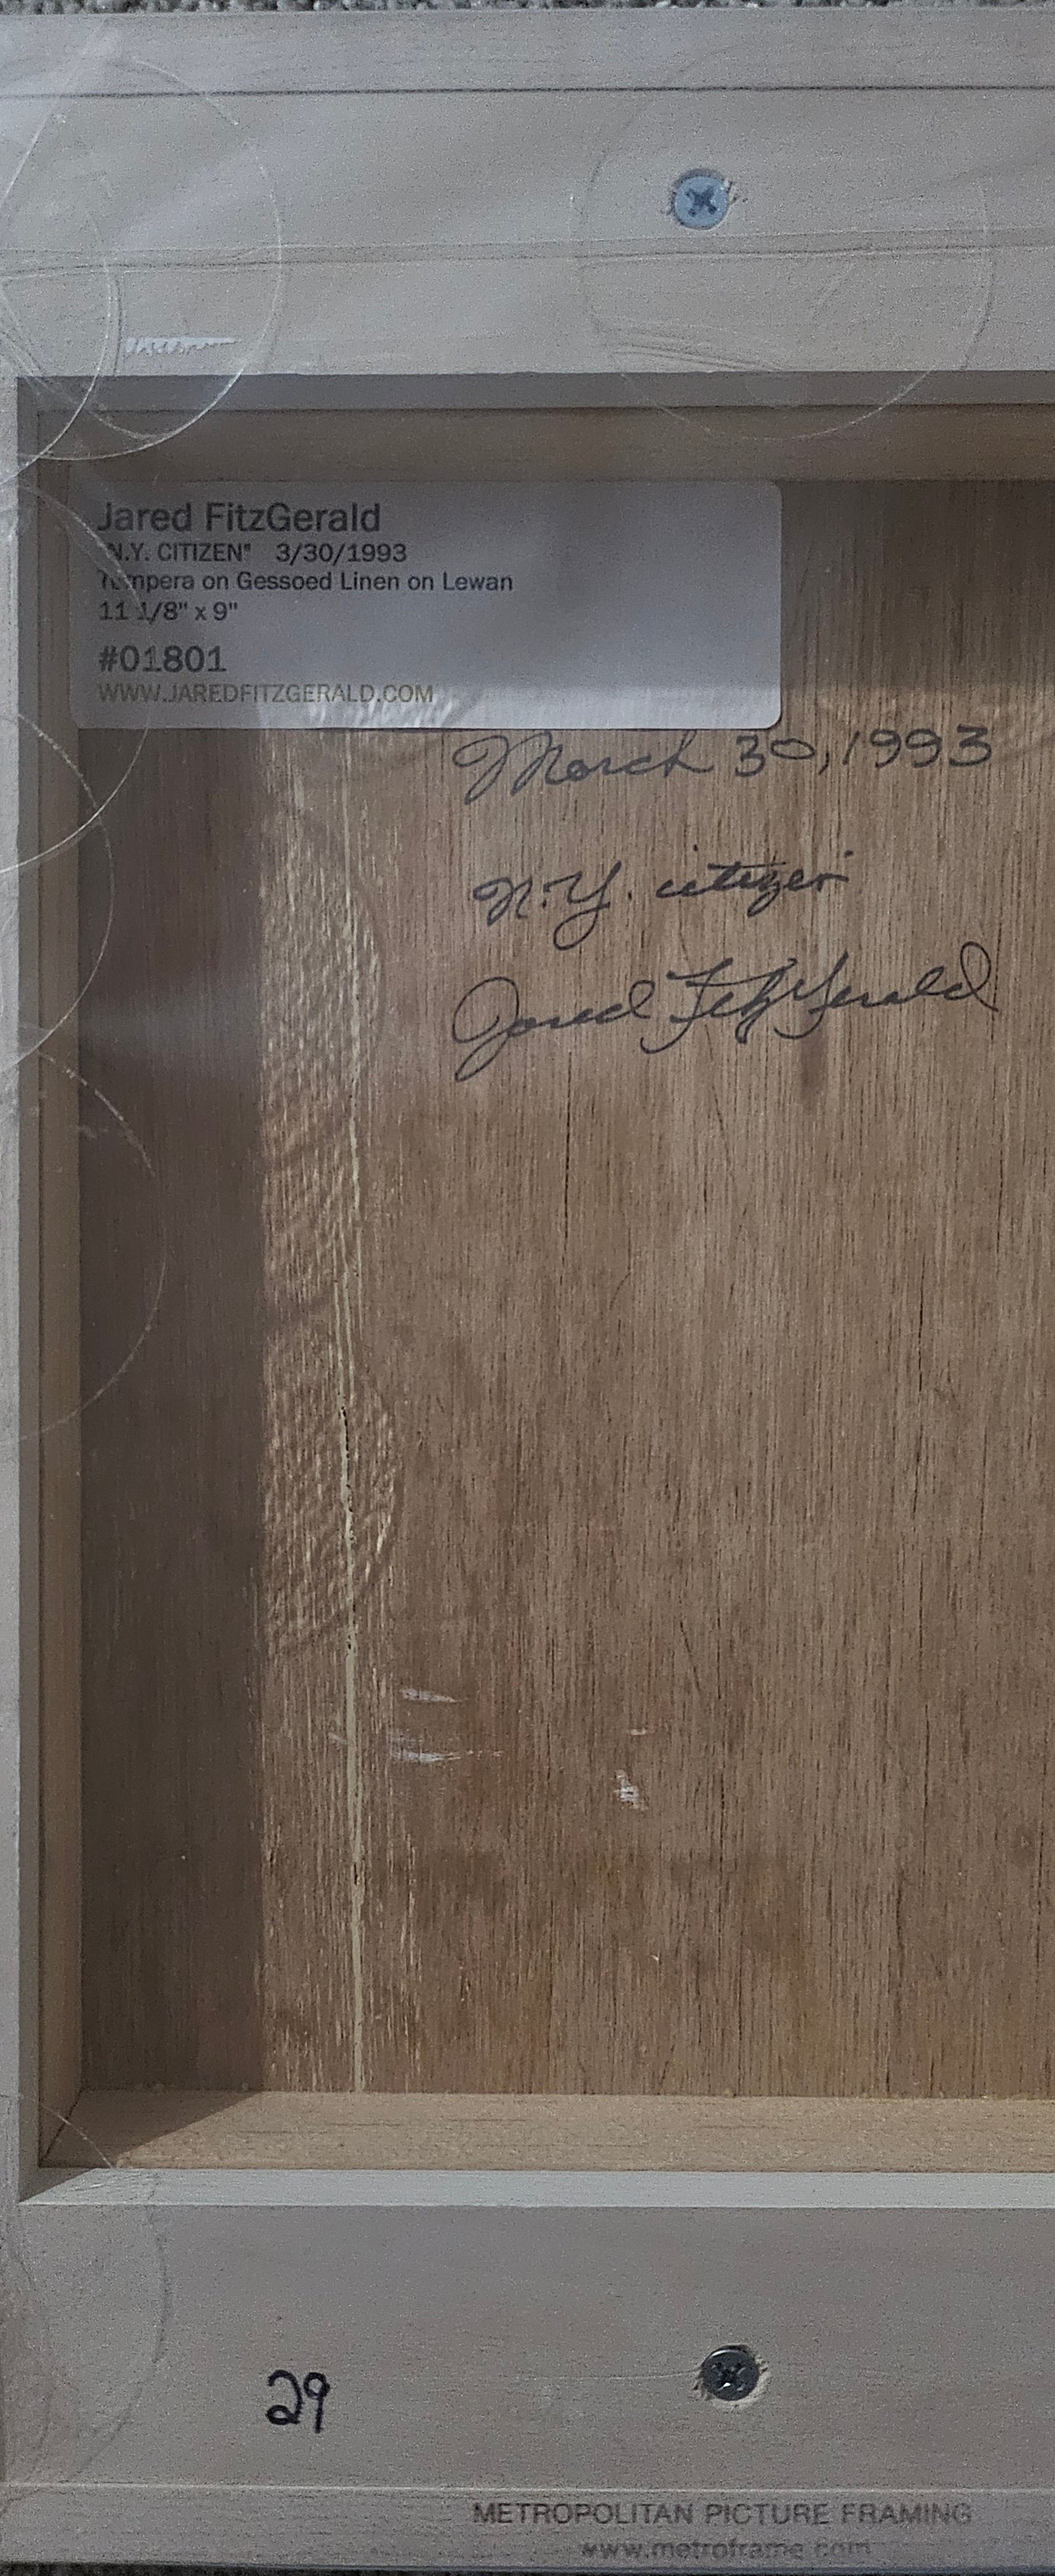 Jared FitzGerald
"N.Y. CITIZEN" 3/30/1993
Tempera on Gessoed Linen on Lewan
11 1/8" x 9"
#01801
WWW.JAREDFITZGERALD.COM
March 30, 1993
N.Y. citizen
Jared FitzGerald
29
METROPOLITAN PICTURE FRAMING
www.metroframe.com